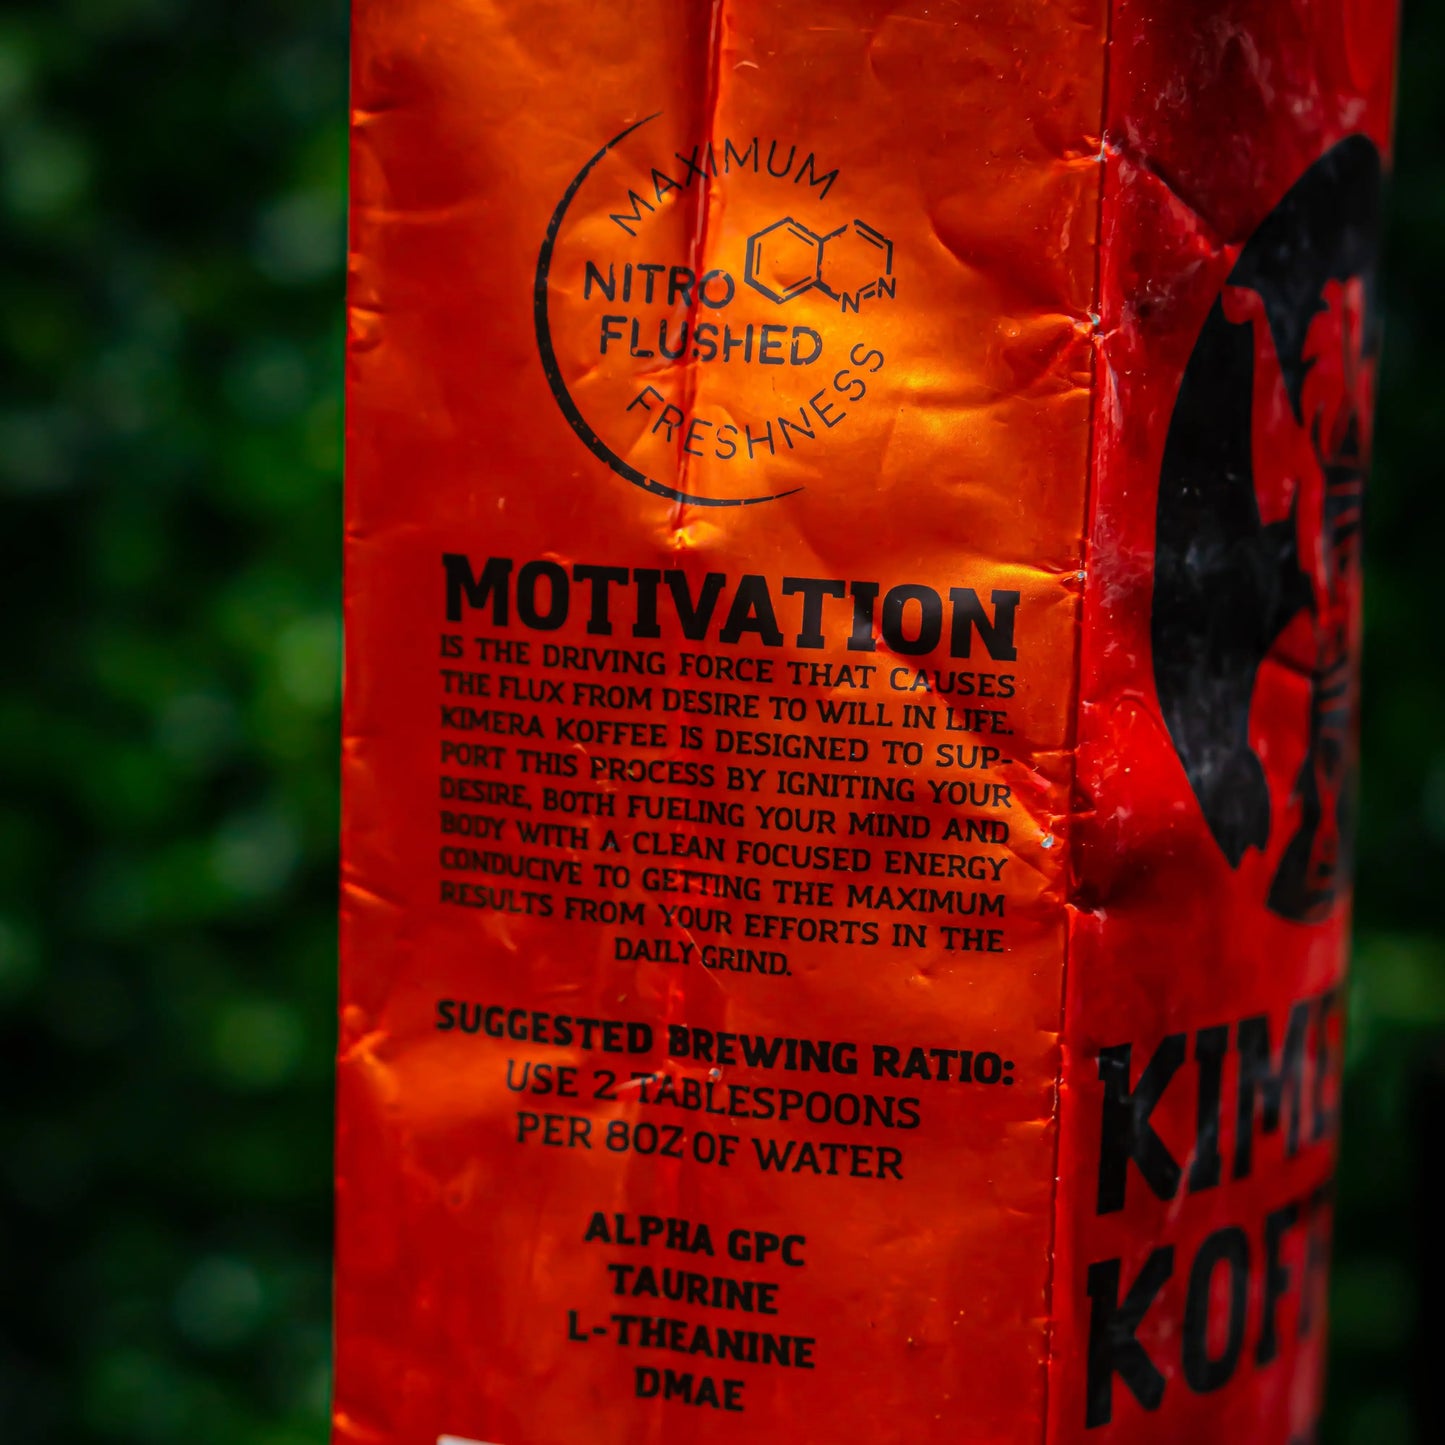 MAXIMUM
NITRO
FLUSHED
FRESHNESS
N=N
MOTIVATION
IS THE DRIVING FORCE THAT CAUSES
THE FLUX FROM DESIRE TO WILL IN LIFE.
KIMERA KOFFEE IS DESIGNED TO SUP-
PORT THIS PROCESS BY IGNITING YOUR
DESIRE, BOTH FUELING YOUR MIND AND
BODY WITH A CLEAN FOCUSED ENERGY
CONDUCIVE TO GETTING THE MAXIMUM
RESULTS FROM YOUR EFFORTS IN THE
DAILY GRIND.
SUGGESTED BREWING RATIO:
USE 2 TABLESPOONS
PER 8OZ OF WATER
ALPHA GPC
TAURINE
L-THEANINE
DMAE